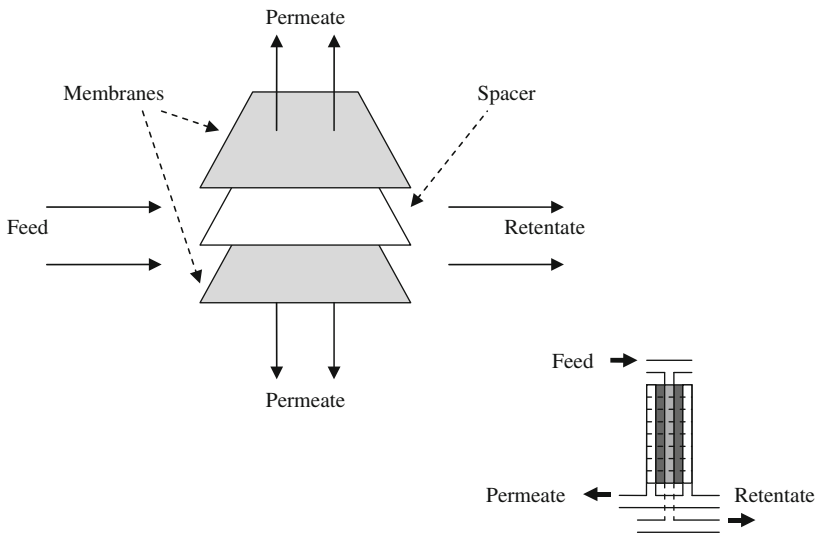 Permeate
Membranes
Spacer
Feed
Retentate
Permeate
Feed
Permeate
Retentate